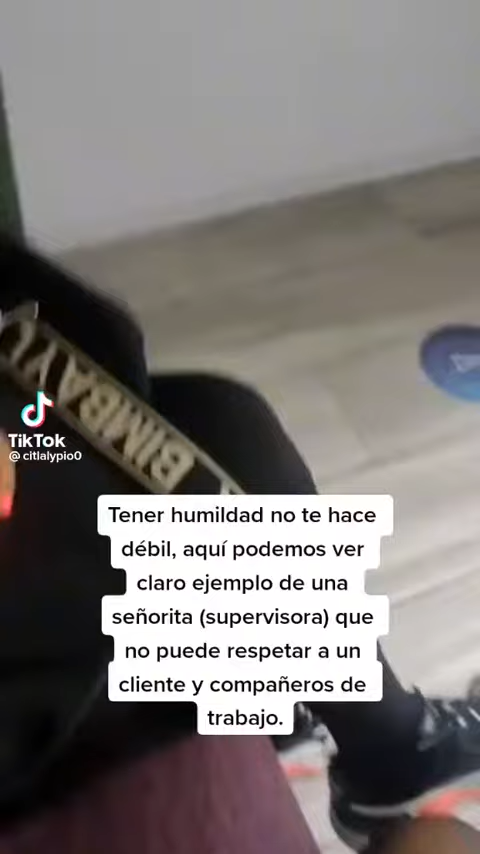 BIMBAYLO
TikTok
@ citlalypio0
Tener humildad no te hace
débil, aquí podemos ver
claro ejemplo de una
señorita (supervisora) que
no puede respetar a un
cliente y compañeros de
trabajo.